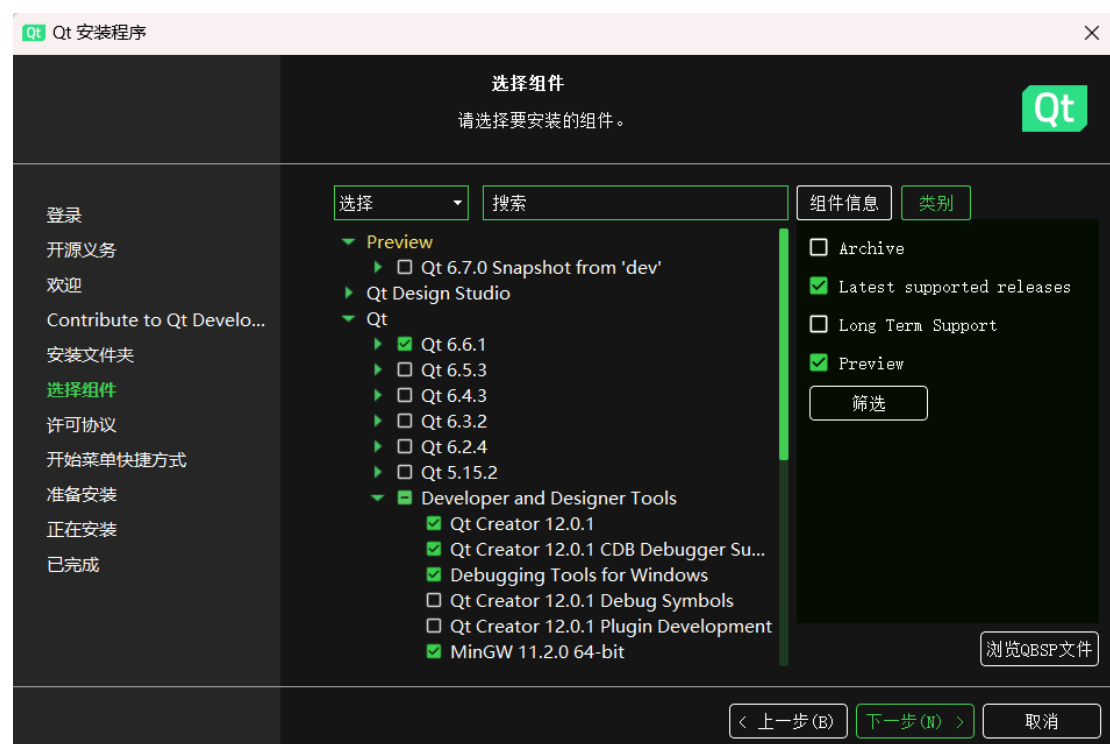 Qt Qt 安装程序
选择组件
请选择要安装的组件。
Qt
登录
开源义务
欢迎
Contribute to Qt Develo...
安装文件夹
选择组件
许可协议
开始菜单快捷方式
准备安装
正在安装
已完成
选择 搜索
Preview
Qt 6.7.0 Snapshot from 'dev'
Qt Design Studio
Qt
Qt 6.6.1
Qt 6.5.3
Qt 6.4.3
Qt 6.3.2
Qt 6.2.4
Qt 5.15.2
Developer and Designer Tools
Qt Creator 12.0.1
Qt Creator 12.0.1 CDB Debugger Su...
Debugging Tools for Windows
Qt Creator 12.0.1 Debug Symbols
Qt Creator 12.0.1 Plugin Development
MinGW 11.2.0 64-bit
组件信息 类别
Archive
Latest supported releases
Long Term Support
Preview
筛选
浏览QBSP文件
< 上一步(B) 下一步(N) > 取消